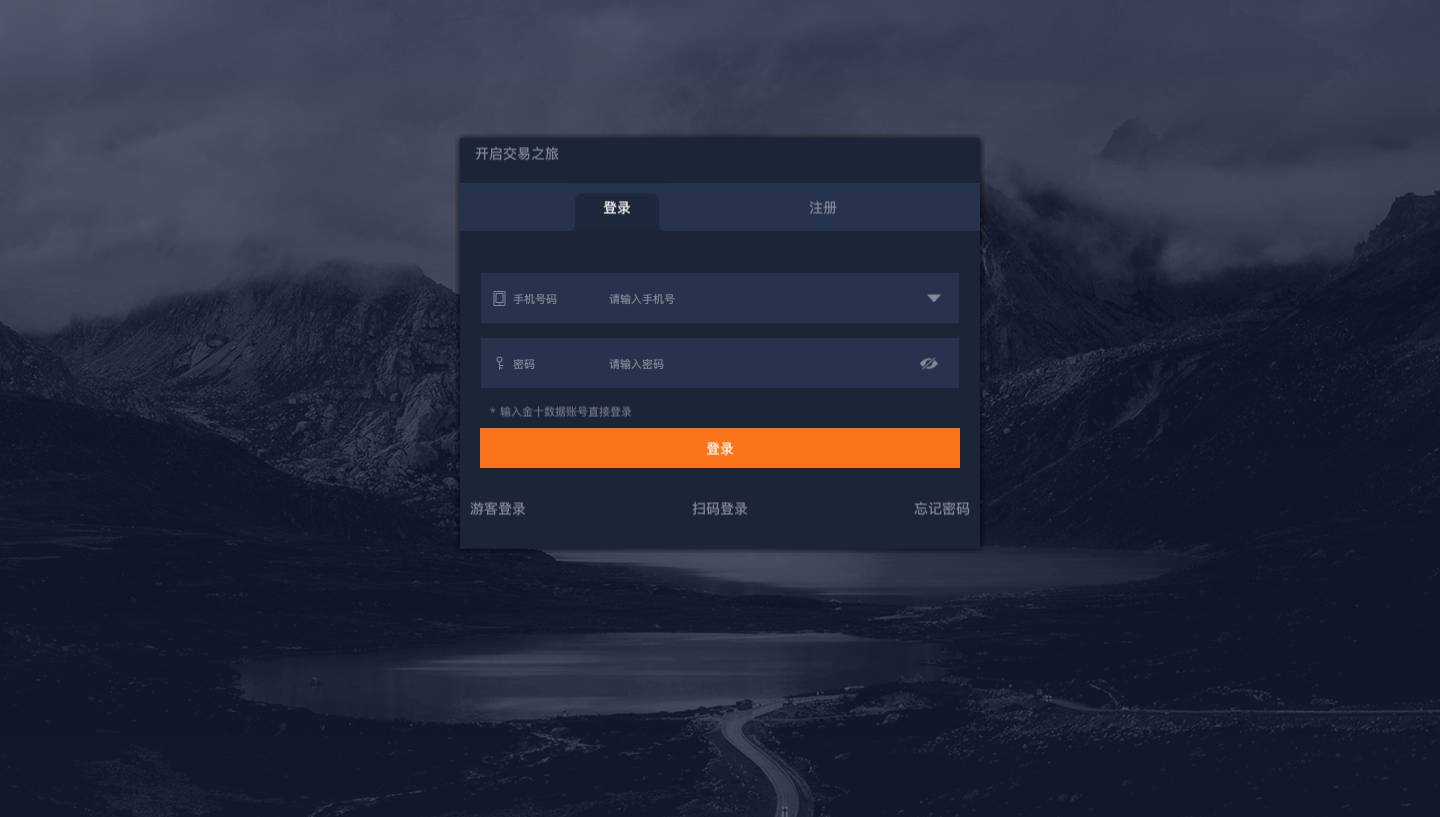 开启交易之旅
登录 注册
手机号码 请输入手机号
密码 请输入密码
* 输入金十数据账号直接登录
登录
游客登录 扫码登录 忘记密码